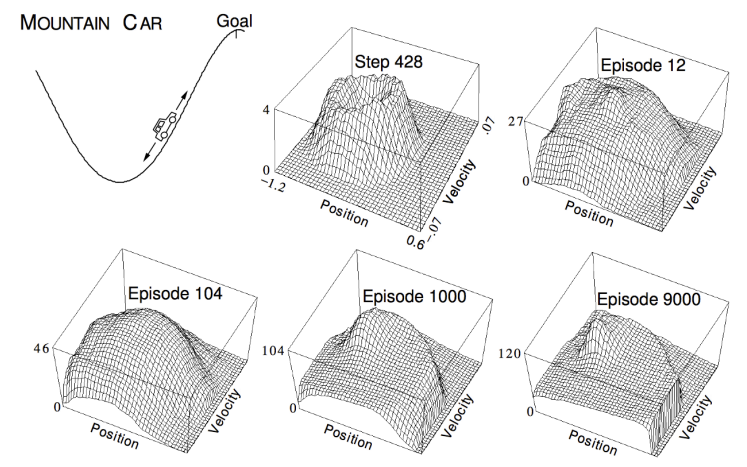 MOUNTAIN CAR
Goal
Step 428
4
0
-1.2
Position
0.6
-.07
Velocity
.07
Episode 12
27
0
Position
Velocity
Episode 104
46
0
Position
Velocity
Episode 1000
104
0
Position
Velocity
Episode 9000
120
0
Position
Velocity